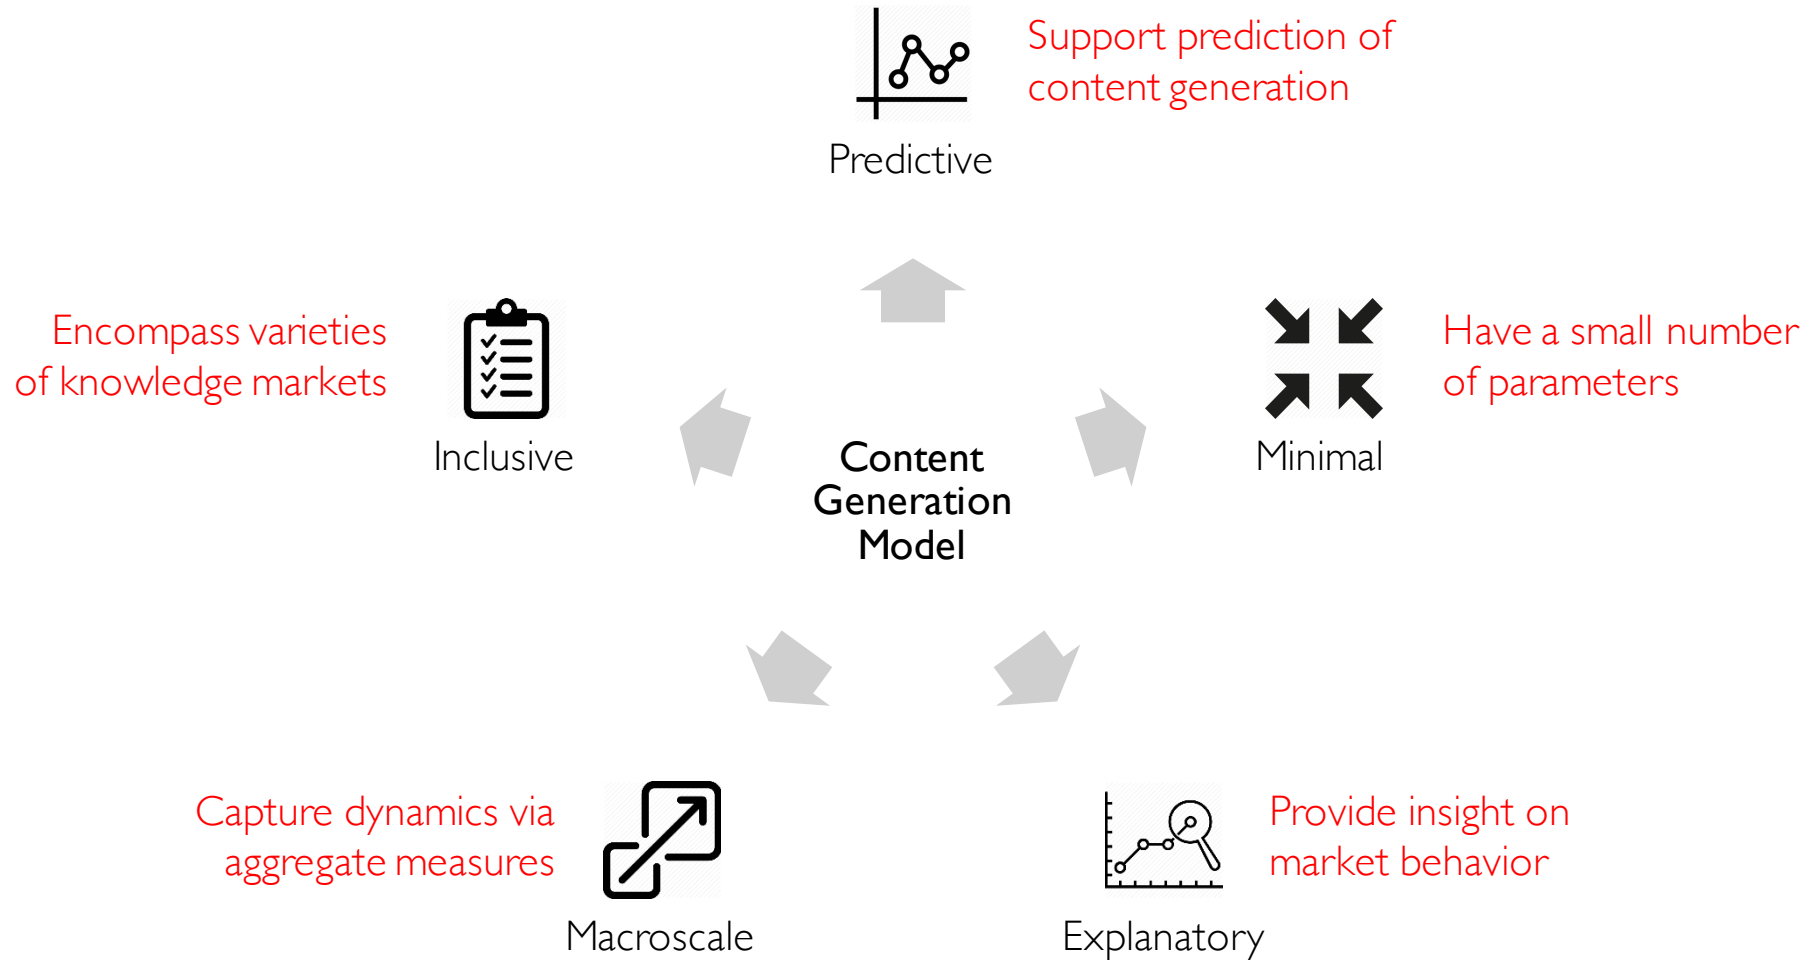 Support prediction of
content generation
Predictive
Encompass varieties
of knowledge markets
Inclusive
Have a small number
of parameters
Minimal
Content
Generation
Model
Capture dynamics via
aggregate measures
Macroscale
Provide insight on
market behavior
Explanatory